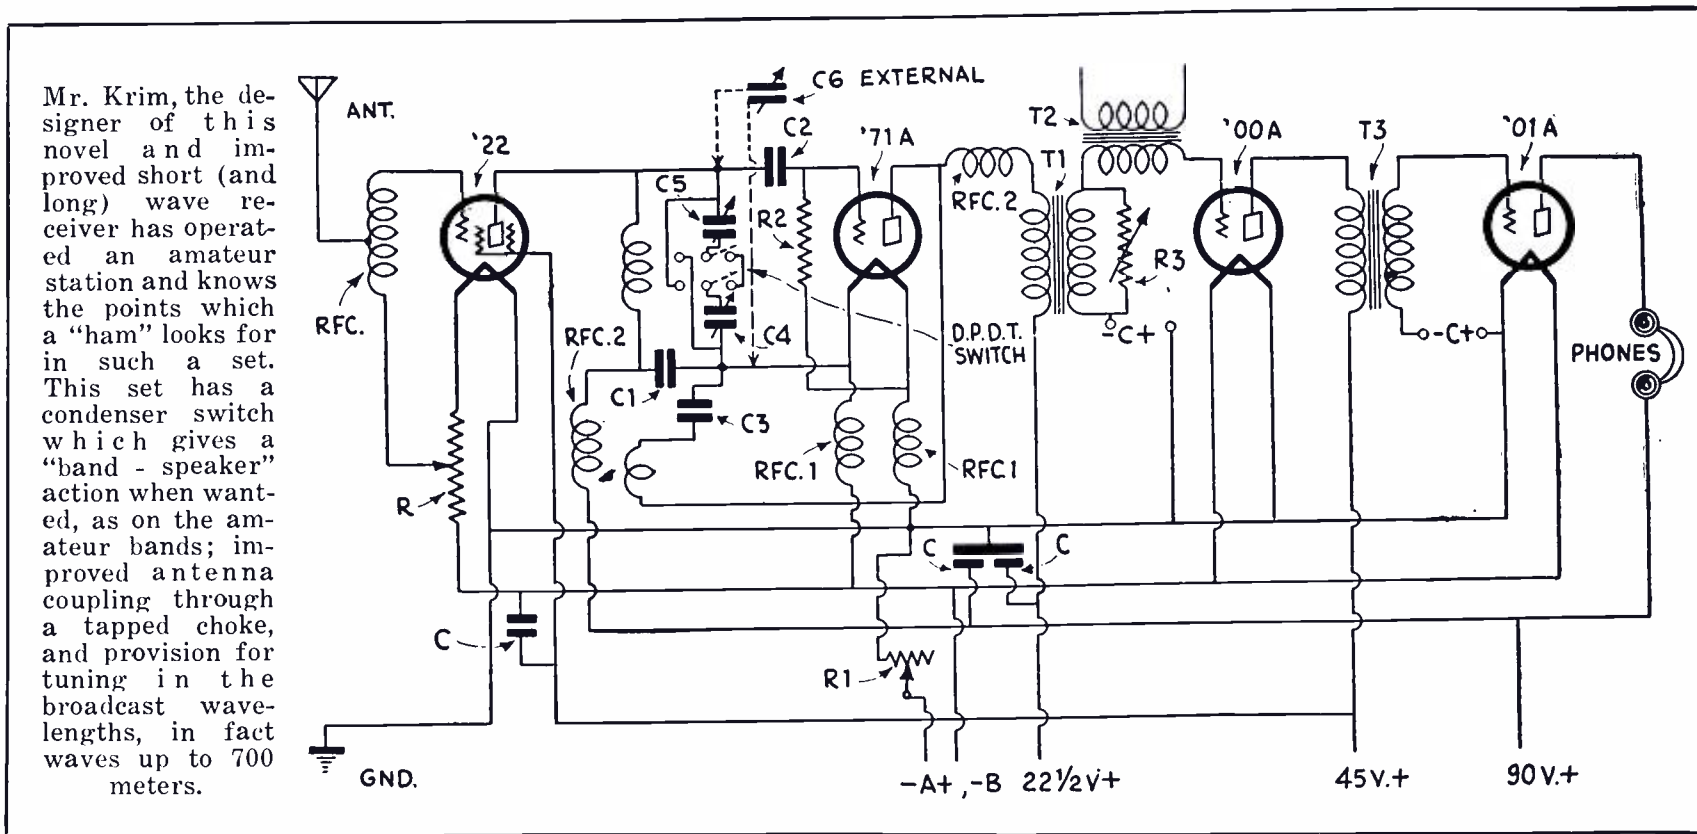 Mr. Krim, the de-
signer of this
novel and im-
proved short (and
long) wave re-
ceiver has operat-
ed an amateur
station and knows
the points which
a “ham” looks for
in such a set.
This set has a
condenser switch
which gives a
“band - speaker”
action when want-
ed, as on the am-
ateur bands; im-
proved antenna
coupling through
a tapped choke,
and provision for
tuning in the
broadcast wave-
lengths, in fact
waves up to 700
meters.
ANT.
'22
RFC.
R
C
GND.
C6 EXTERNAL
C2
C5
R2
'71A
C4
D.P.D.T.
SWITCH
RFC.2
C1
C3
RFC.1
RFC.1
RFC.2
T2
T1
R3
-C+
'00A
T3
'01A
-C+
PHONES
C
C
R1
-A+,-B
22½V+
45V.+
90V.+